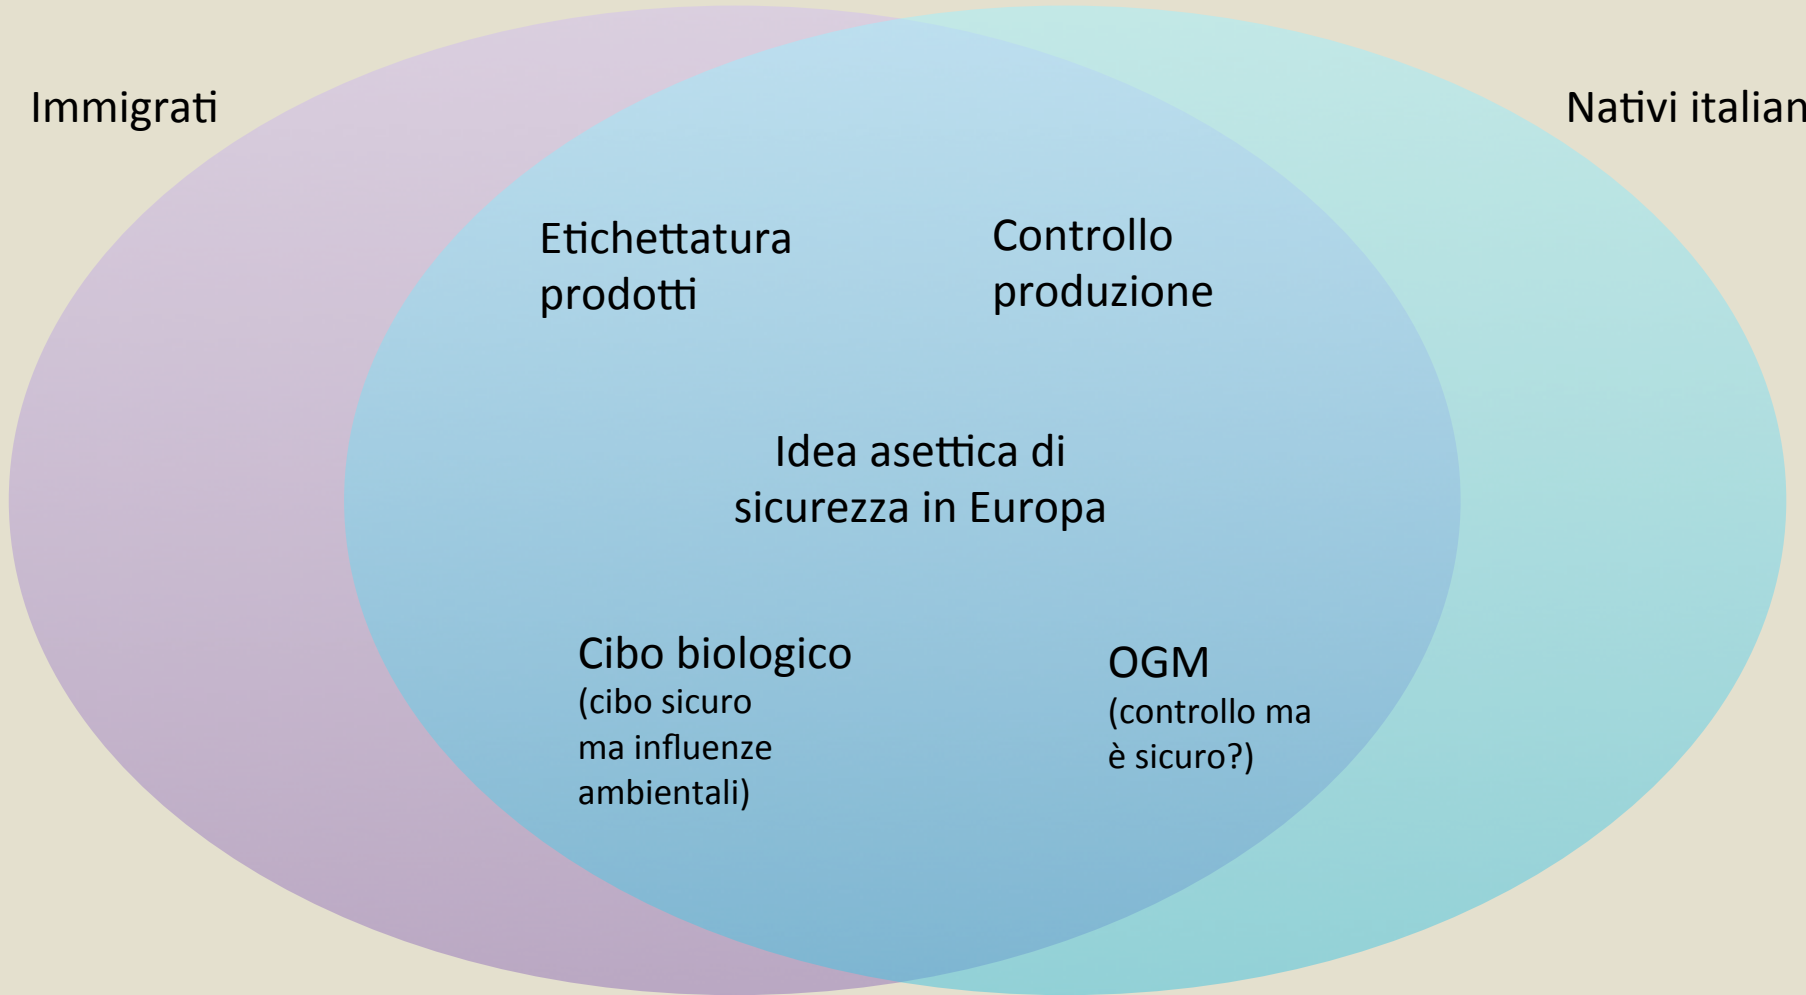 Immigrati
Nativi italian
Etichettatura
prodotti
Controllo
produzione
Idea asettica di
sicurezza in Europa
Cibo biologico
(cibo sicuro
ma influenze
ambientali)
OGM
(controllo ma
è sicuro?)